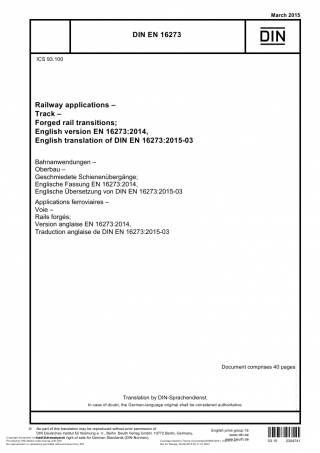 March 2015
DIN EN 16273
DIN
ICS 93.100
Railway applications –
Track –
Forged rail transitions;
English version EN 16273:2014,
English translation of DIN EN 16273:2015-03
Bahnanwendungen –
Oberbau –
Geschmiedete Schienenübergänge;
Englische Fassung EN 16273:2014,
Englische Übersetzung von DIN EN 16273:2015-03
Applications ferroviaires –
Voie –
Rails forgés;
Version anglaise EN 16273:2014,
Traduction anglaise de DIN EN 16273:2015-03
Document comprises 40 pages
Translation by DIN-Sprachendienst.
In case of doubt, the German-language original shall be considered authoritative.
© No part of this translation may be reproduced without prior permission of
DIN Deutsches Institut für Normung e. V., Berlin. Beuth Verlag GmbH, 10772 Berlin, Germany,
has the exclusive right of sale for German Standards (DIN-Normen).
English price group 16
www.din.de
www.beuth.de